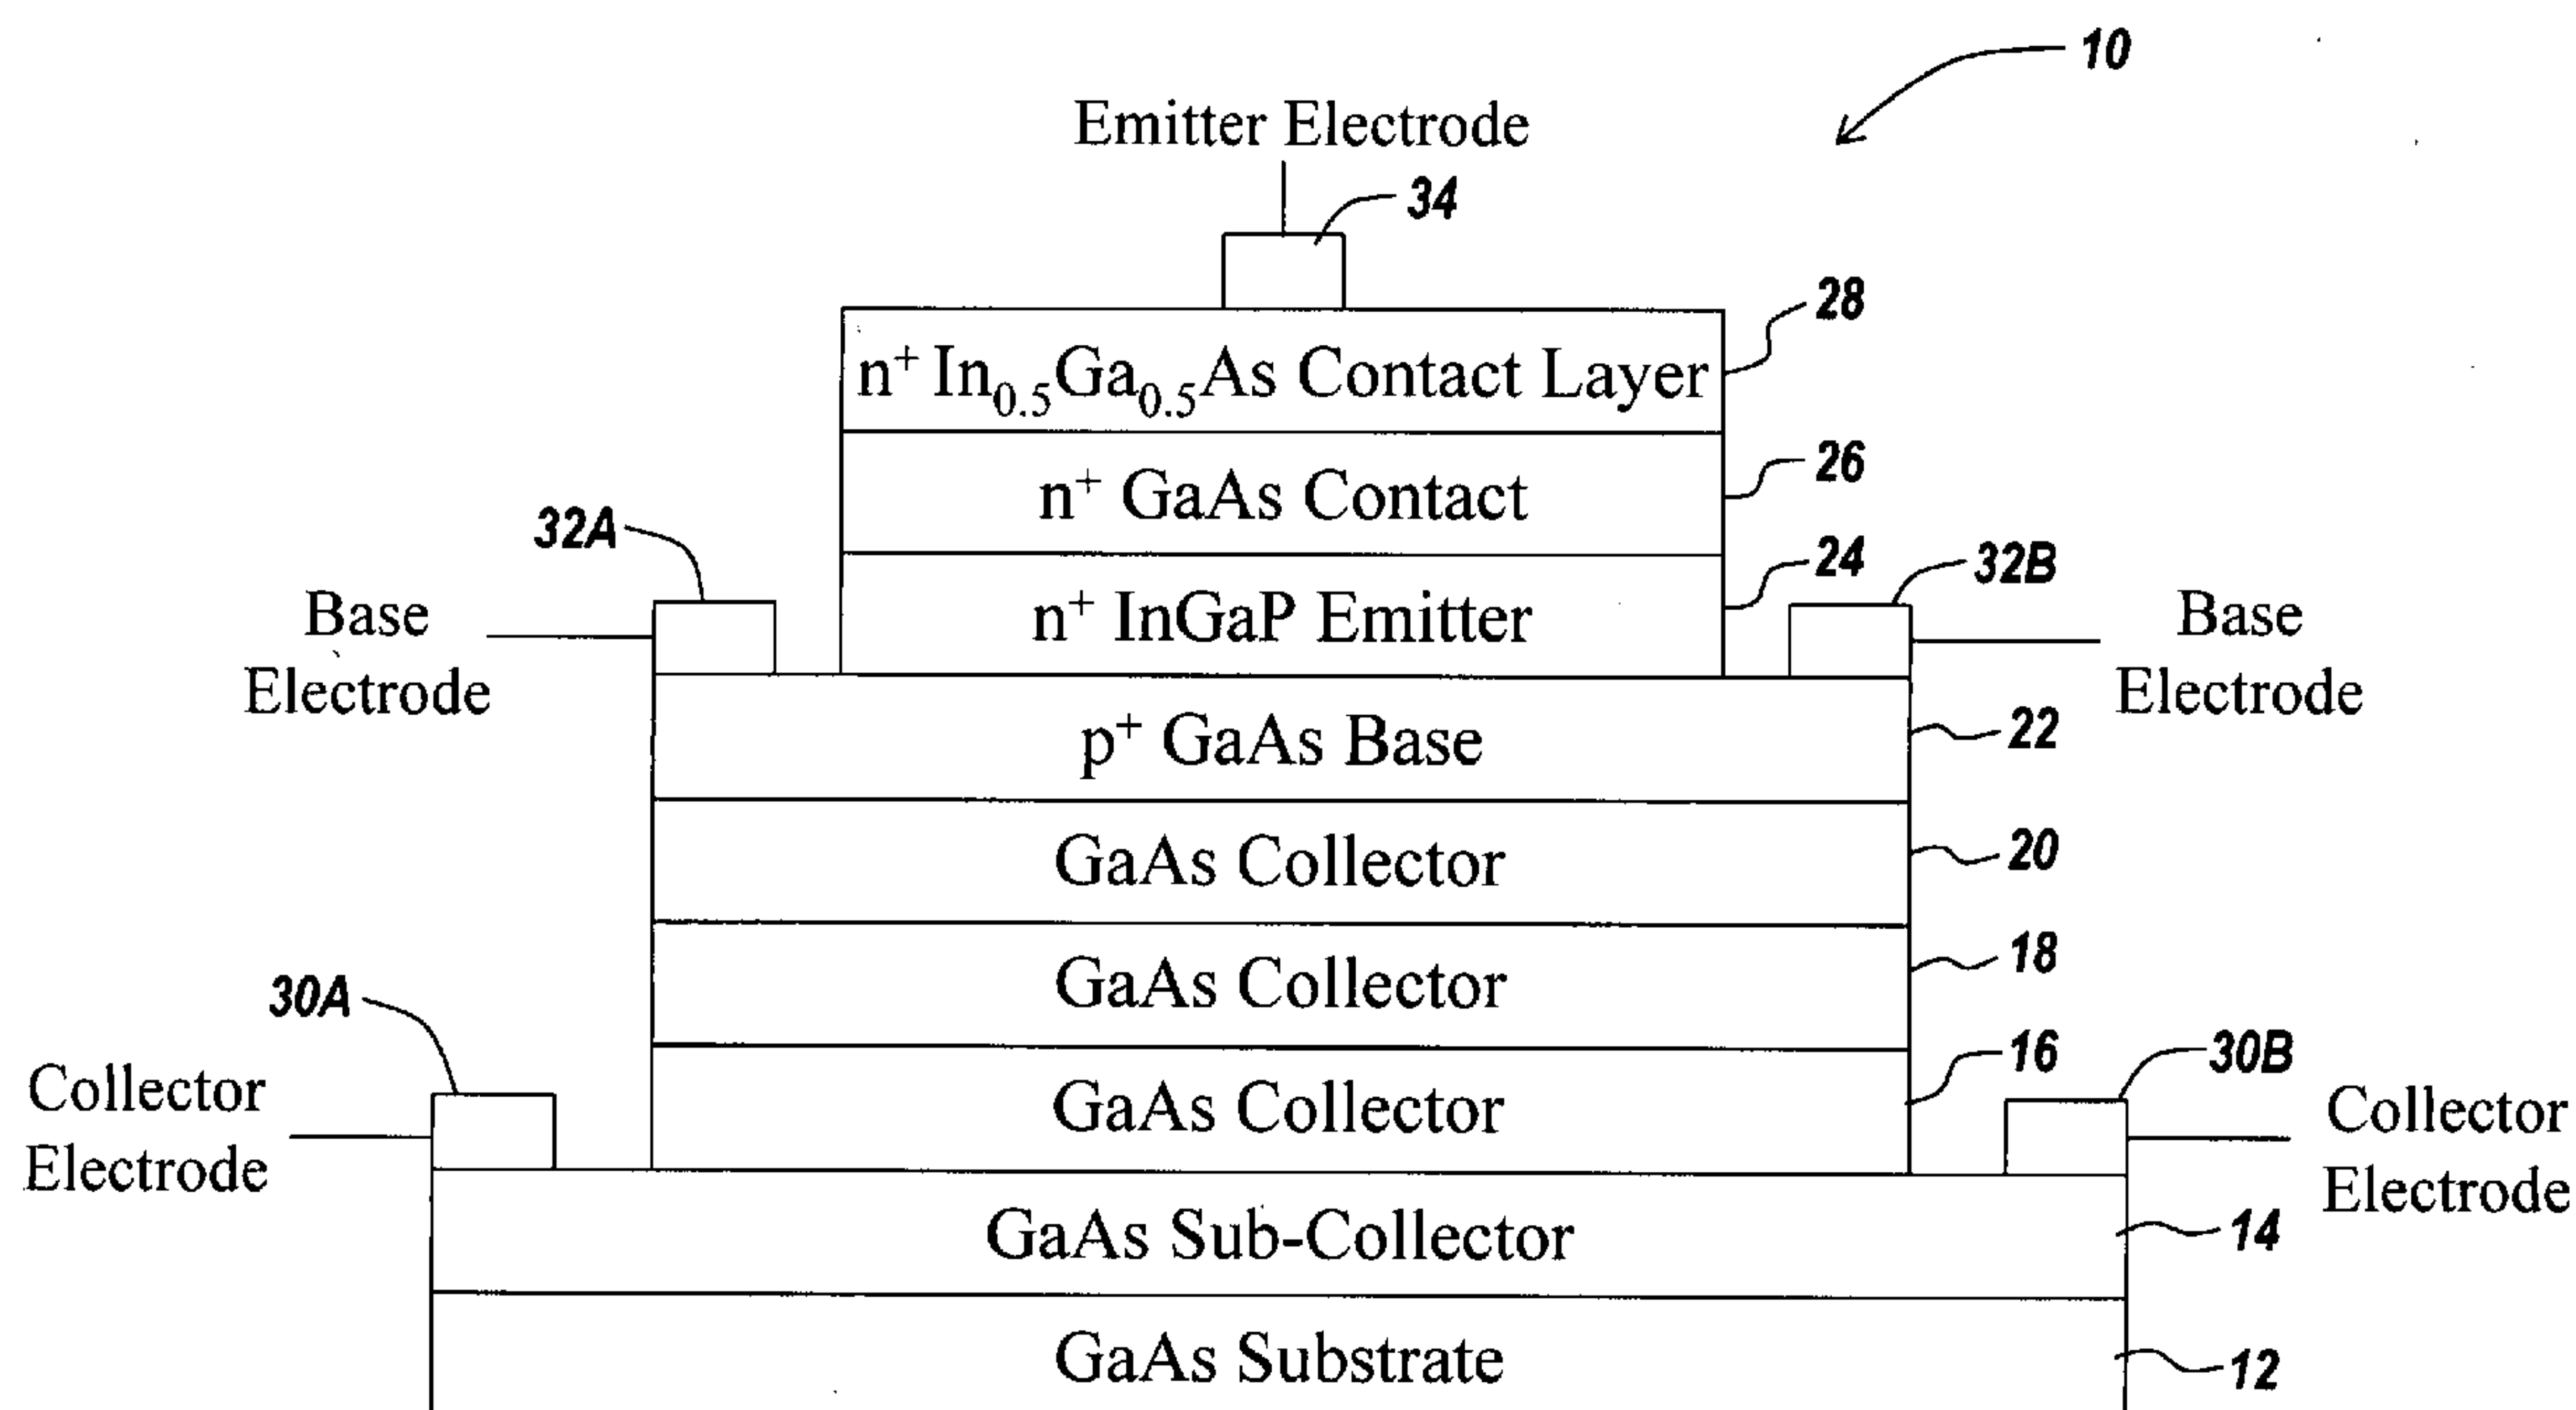 10
Emitter Electrode
34
28
n⁺ In₀.₅Ga₀.₅As Contact Layer
26
n⁺ GaAs Contact
32A
24
32B
n⁺ InGaP Emitter
Base
Electrode
Base
Electrode
22
p⁺ GaAs Base
20
GaAs Collector
18
GaAs Collector
30A
16
30B
GaAs Collector
Collector
Electrode
Collector
Electrode
14
GaAs Sub-Collector
12
GaAs Substrate